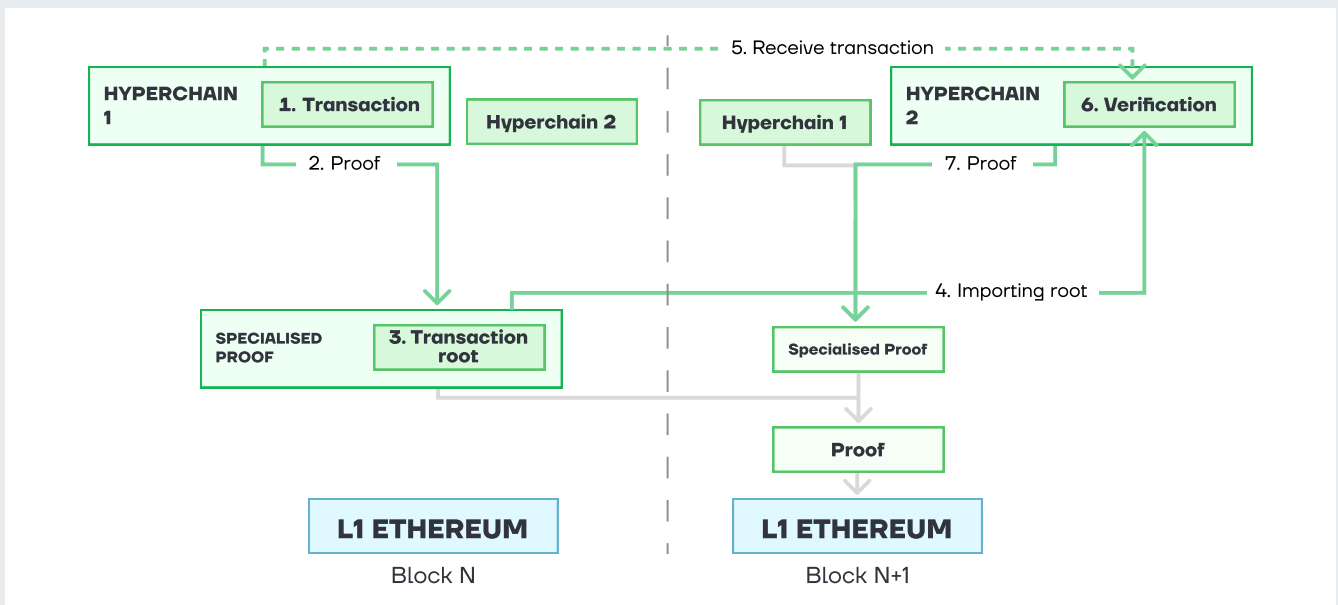 5. Receive transaction
HYPERCHAIN
1
1. Transaction
Hyperchain 2
Hyperchain 1
HYPERCHAIN
2
6. Verification
2. Proof
7. Proof
4. Importing root
SPECIALISED
PROOF
3. Transaction
root
Specialised Proof
Proof
L1 ETHEREUM
L1 ETHEREUM
Block N
Block N+1